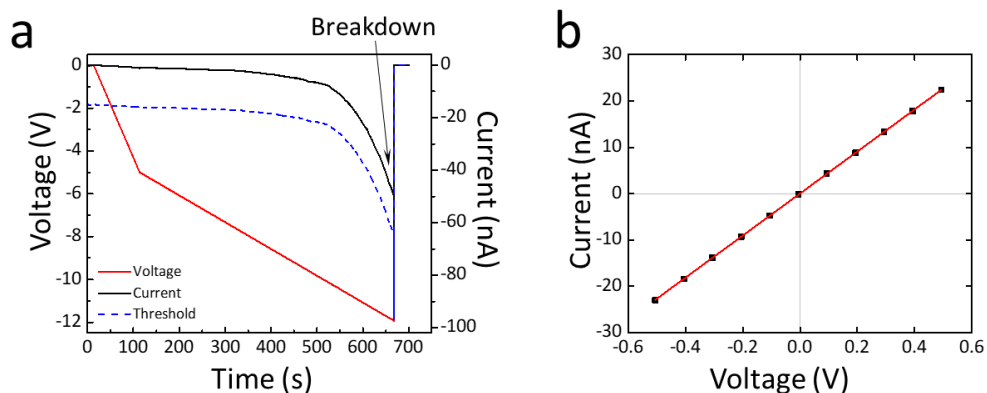 a
Breakdown
0
-2
-4
-6
-8
-10
-12
Voltage (V)
0
-20
-40
-60
-80
-100
Current (nA)
Voltage
Current
Threshold
0 100 200 300 400 500 600 700
Time (s)
b
30
20
10
0
-10
-20
-30
Current (nA)
-0.6 -0.4 -0.2 0.0 0.2 0.4 0.6
Voltage (V)